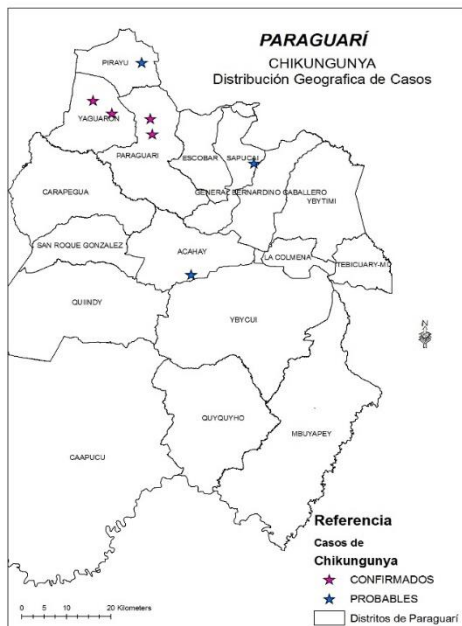 PARAGUARÍ
CHIKUNGUNYA
Distribución Geografica de Casos
PIRAYU
YAGUARON
PARAGUARI
ESCOBAR
SAPUCAI
CARAPEGUA
GENERAL BERNARDINO CABALLERO
YBYTIMI
SAN ROQUE GONZALEZ
ACAHAY
LA COLMENA
TEBICUARY-MI
QUIINDY
YBYCUI
N
QUYQUYHO
MBUYAPEY
CAAPUCU
Referencia
Casos de
Chikungunya
CONFIRMADOS
PROBABLES
Distritos de Paraguarí
0 5 10 20 Kilometers